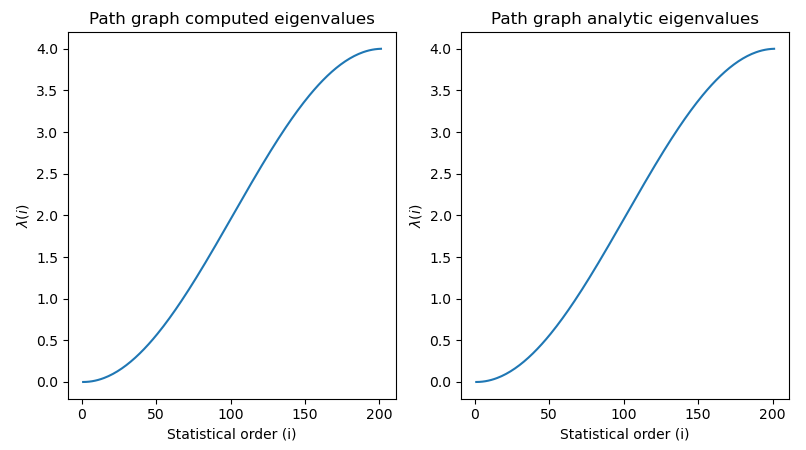 Path graph computed eigenvalues
4.0
3.5
3.0
2.5
2.0
1.5
1.0
0.5
0.0
λ(i)
0 50 100 150 200
Statistical order (i)
Path graph analytic eigenvalues
4.0
3.5
3.0
2.5
2.0
1.5
1.0
0.5
0.0
λ(i)
0 50 100 150 200
Statistical order (i)